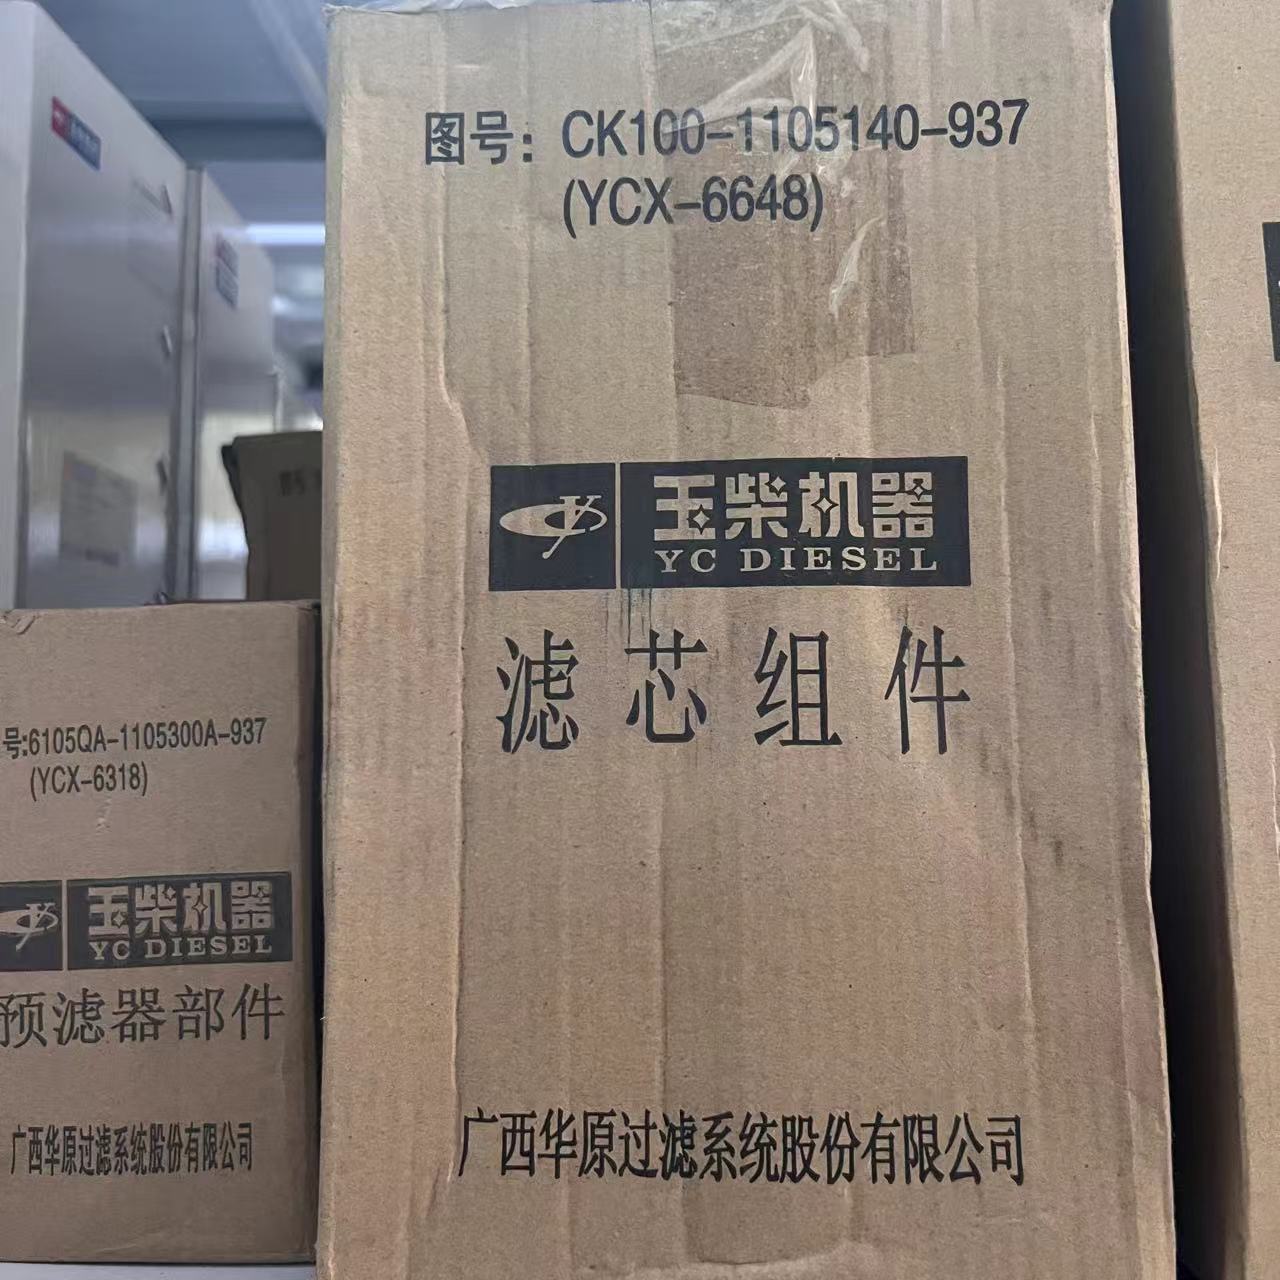 图号：CK100-1105140-937
(YCX-6648)
玉柴机器
YC DIESEL
滤芯组件
广西华原过滤系统股份有限公司
号:6105QA-1105300A-937
(YCX-6318)
玉柴机器
YC DIESEL
预滤器部件
广西华原过滤系统股份有限公司